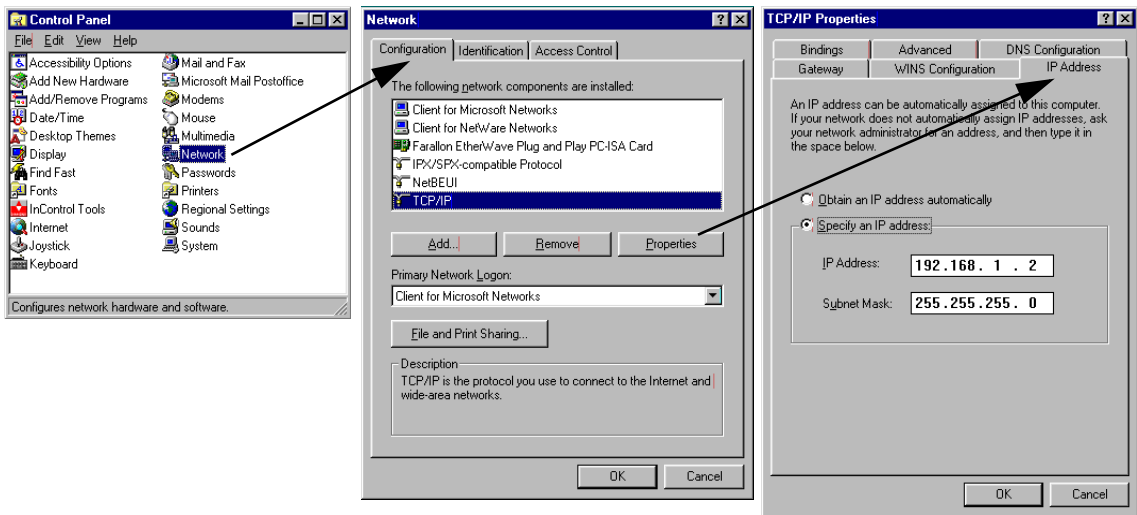 Control Panel
File Edit View Help
Accessibility Options
Add New Hardware
Add/Remove Programs
Date/Time
Desktop Themes
Display
Find Fast
Fonts
InControl Tools
Internet
Joystick
Keyboard
Mail and Fax
Microsoft Mail Postoffice
Modems
Mouse
Multimedia
Network
Passwords
Printers
Regional Settings
Sounds
System
Configures network hardware and software.
Network
Configuration Identification Access Control
The following network components are installed:
Client for Microsoft Networks
Client for NetWare Networks
Farallon EtherWave Plug and Play PC-ISA Card
IPX/SPX-compatible Protocol
NetBEUI
TCP/IP
Add... Remove Properties
Primary Network Logon:
Client for Microsoft Networks
File and Print Sharing...
Description
TCP/IP is the protocol you use to connect to the Internet and
wide-area networks.
OK Cancel
TCP/IP Properties
Bindings Advanced DNS Configuration
Gateway WINS Configuration IP Address
An IP address can be automatically assigned to this computer.
If your network does not automatically assign IP addresses, ask
your network administrator for an address, and then type it in
the space below.
Obtain an IP address automatically
Specify an IP address:
IP Address: 192.168. 1 . 2
Subnet Mask: 255.255.255. 0
OK Cancel